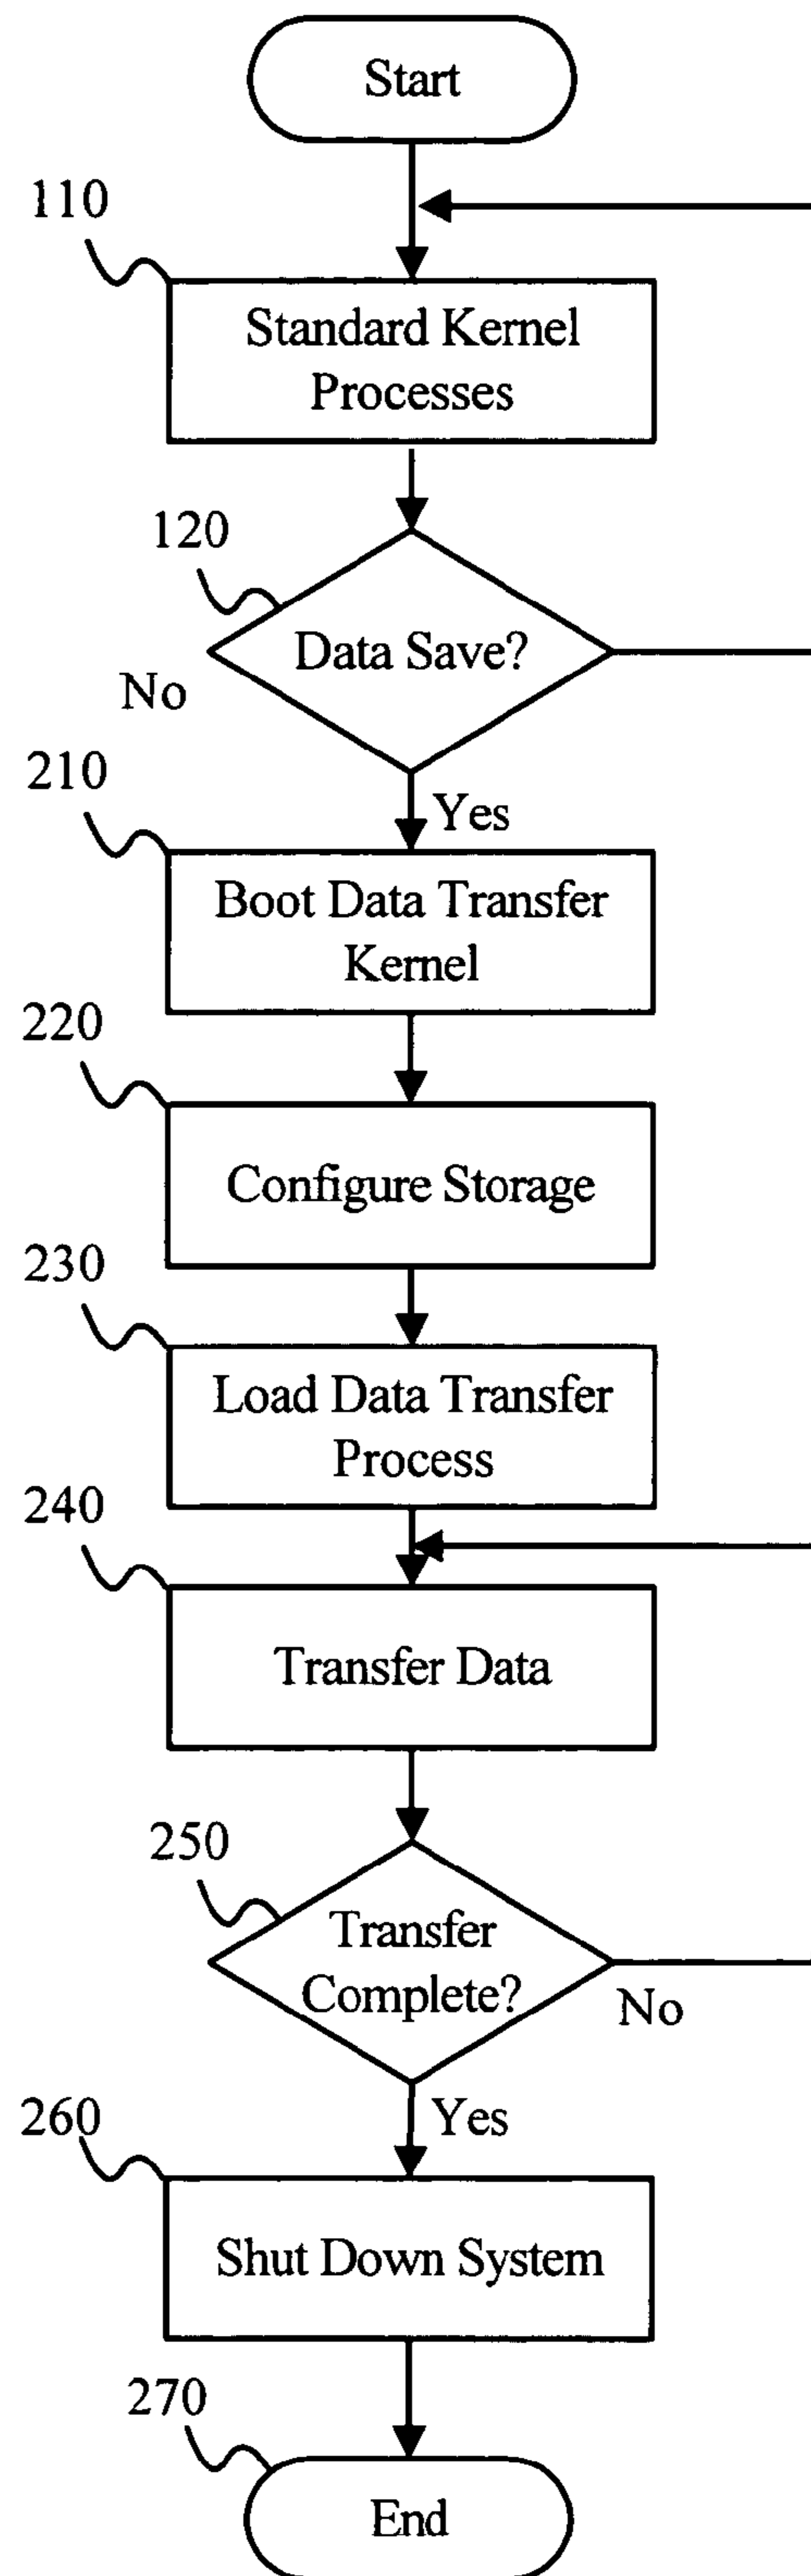 Start
110
Standard Kernel
Processes
120
Data Save?
No
Yes
210
Boot Data Transfer
Kernel
220
Configure Storage
230
Load Data Transfer
Process
240
Transfer Data
250
Transfer
Complete?
No
Yes
260
Shut Down System
270
End